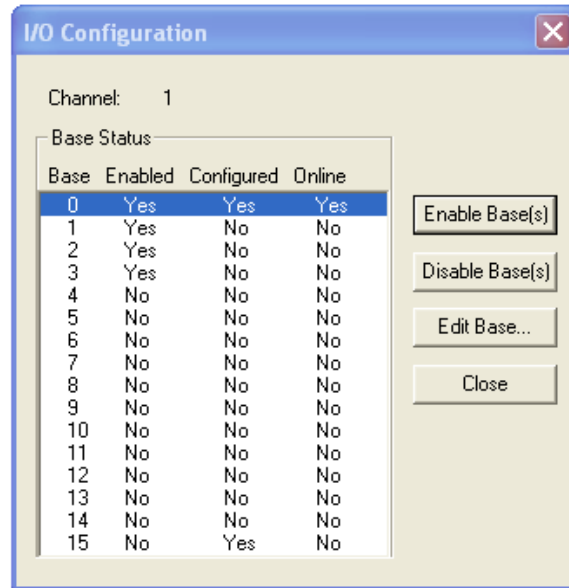 I/O Configuration
Channel: 1
Base Status
Base Enabled Configured Online
0 Yes Yes Yes
1 Yes No No
2 Yes No No
3 Yes No No
4 No No No
5 No No No
6 No No No
7 No No No
8 No No No
9 No No No
10 No No No
11 No No No
12 No No No
13 No No No
14 No No No
15 No Yes No
Enable Base(s)
Disable Base(s)
Edit Base...
Close